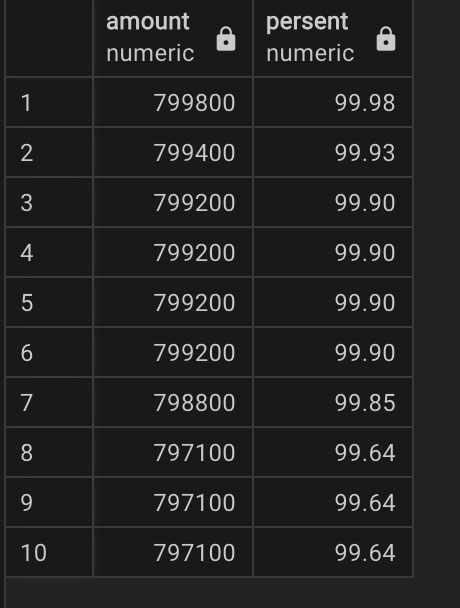 amount persent
numeric numeric
1 799800 99.98
2 799400 99.93
3 799200 99.90
4 799200 99.90
5 799200 99.90
6 799200 99.90
7 798800 99.85
8 797100 99.64
9 797100 99.64
10 797100 99.64